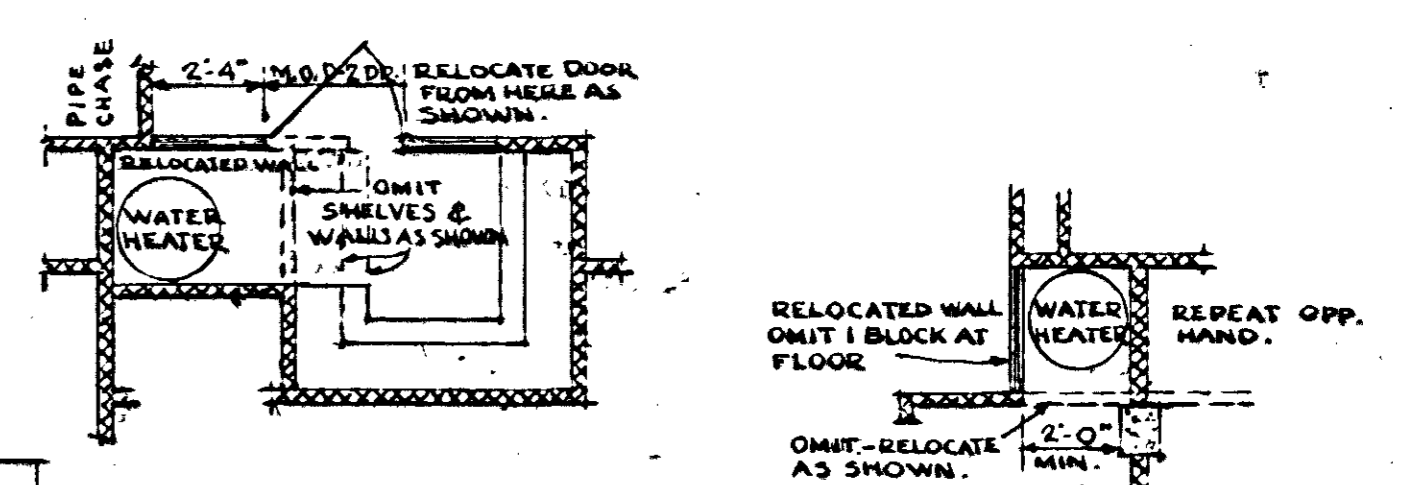 PIPE
CHASE
2'-4"
M.O. D-2 DR.
RELOCATE DOOR
FROM HERE AS
SHOWN.
RELOCATED WALL
WATER
HEATER
OMIT
SHELVES &
WALLS AS SHOWN
RELOCATED WALL
OMIT 1 BLOCK AT
FLOOR
WATER
HEATER
REPEAT OPP.
HAND.
OMIT-RELOCATE
AS SHOWN.
2'-0"
MIN.